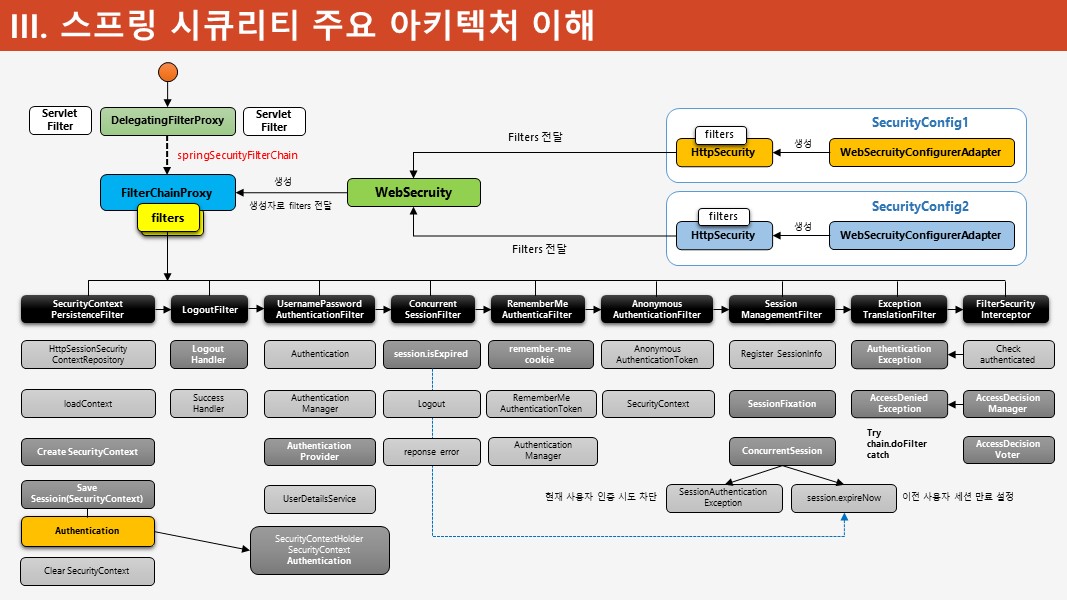 III. 스프링 시큐리티 주요 아키텍처 이해
Servlet
Filter
DelegatingFilterProxy
Servlet
Filter
springSecurityFilterChain
FilterChainProxy
filters
생성
생성자로 filters 전달
WebSecruity
Filters 전달
Filters 전달
SecurityConfig1
filters
HttpSecurity
생성
WebSecruityConfigurerAdapter
SecurityConfig2
filters
HttpSecurity
생성
WebSecruityConfigurerAdapter
SecurityContext
PersistenceFilter
LogoutFilter
UsernamePassword
AuthenticationFilter
Concurrent
SessionFilter
RememberMe
AuthenticaFilter
Anonymous
AuthenticationFilter
Session
ManagementFilter
Exception
TranslationFilter
FilterSecurity
Interceptor
HttpSessionSecurity
ContextRepository
Logout
Handler
Authentication
session.isExpired
remember-me
cookie
Anonymous
AuthenticationToken
Register SessionInfo
Authentication
Exception
Check
authenticated
loadContext
Success
Handler
Authentication
Manager
Logout
RememberMe
AuthenticationToken
SecurityContext
SessionFixation
AccessDenied
Exception
AccessDecision
Manager
Create SecurityContext
Authentication
Provider
reponse error
Authentication
Manager
ConcurrentSession
Try
chain.doFilter
catch
AccessDecision
Voter
Save
Sessioin(SecurityContext)
UserDetailsService
현재 사용자 인증 시도 차단
SessionAuthentication
Exception
session.expireNow
이전 사용자 세션 만료 설정
Authentication
SecurityContextHolder
SecurityContext
Authentication
Clear SecurityContext